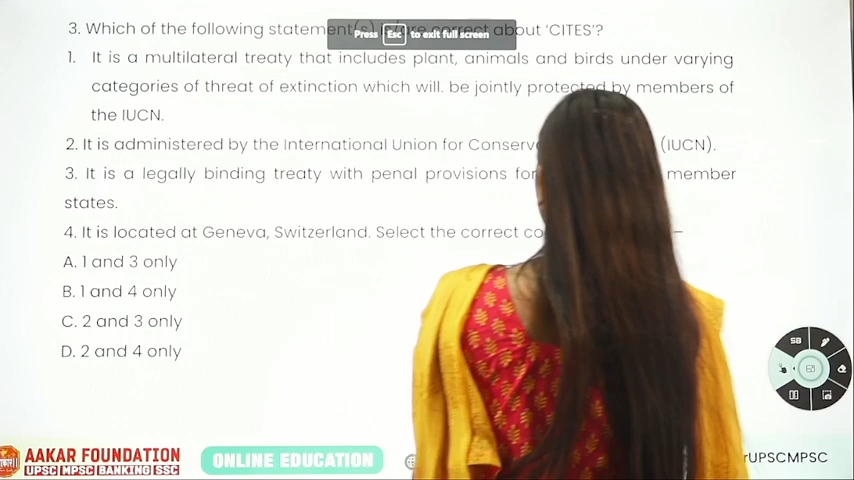 3. Which of the following statement correct about ‘CITES’?
Press Esc to exit full screen
1. It is a multilateral treaty that includes plant, animals and birds under varying
categories of threat of extinction which will. be jointly protected by members of
the IUCN.
2. It is administered by the International Union for (IUCN).
3. It is a legally binding treaty with penal provisions for member
states.
4. It is located at Geneva, Switzerland. Select the correct –
A. 1 and 3 only
B. 1 and 4 only
C. 2 and 3 only
D. 2 and 4 only
SB
AAKAR FOUNDATION
UPSC MPSC BANKING SSC
ONLINE EDUCATION
rUPSCMPSC